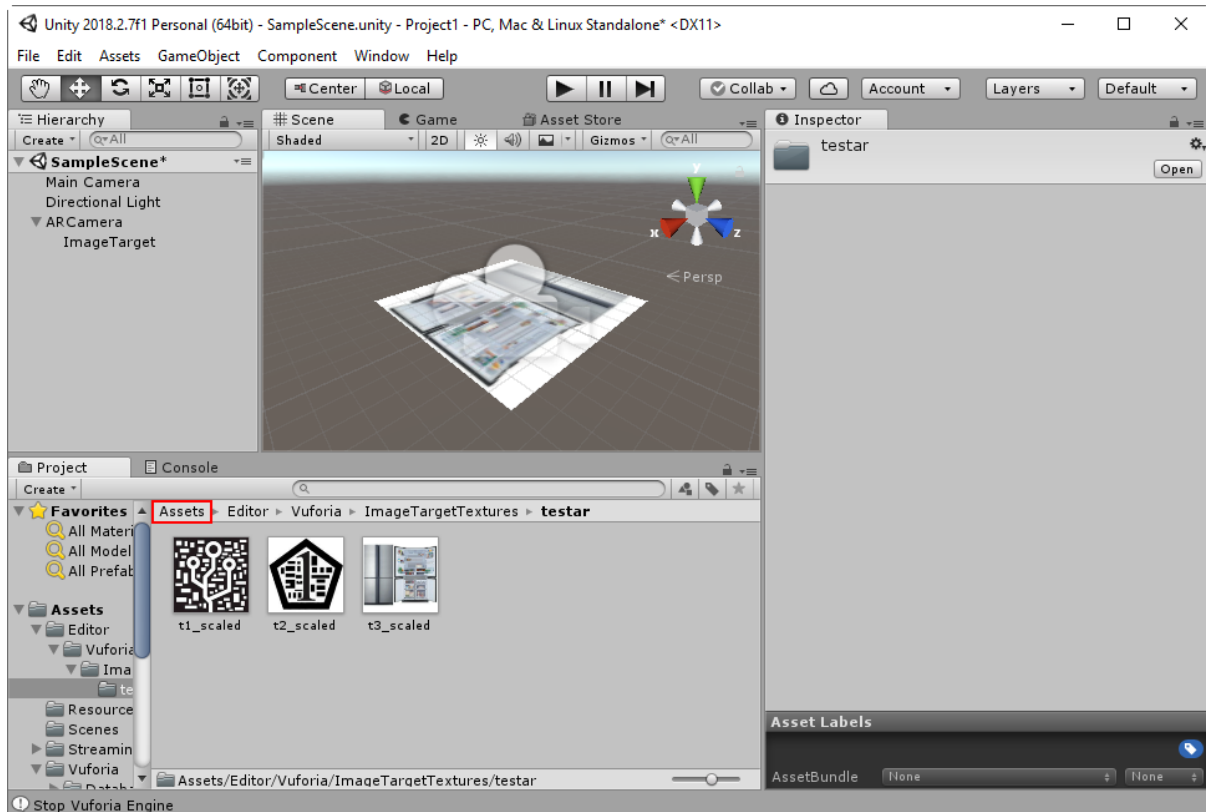 Unity 2018.2.7f1 Personal (64bit) - SampleScene.unity - Project1 - PC, Mac & Linux Standalone* <DX11>
File Edit Assets GameObject Component Window Help
Center Local Collab Account Layers Default
Hierarchy
Create All
SampleScene*
Main Camera
Directional Light
ARCamera
ImageTarget
Scene Game Asset Store
Shaded 2D Gizmos All
y
x z
Persp
Inspector
testar
Open
Project Console
Create
Favorites
All Materi
All Model
All Prefab
Assets
Editor
Vuforia
Ima
te
Resource
Scenes
Streamin
Vuforia
Datab
Assets Editor Vuforia ImageTargetTextures testar
t1_scaled t2_scaled t3_scaled
Assets/Editor/Vuforia/ImageTargetTextures/testar
Asset Labels
AssetBundle None None
Stop Vuforia Engine